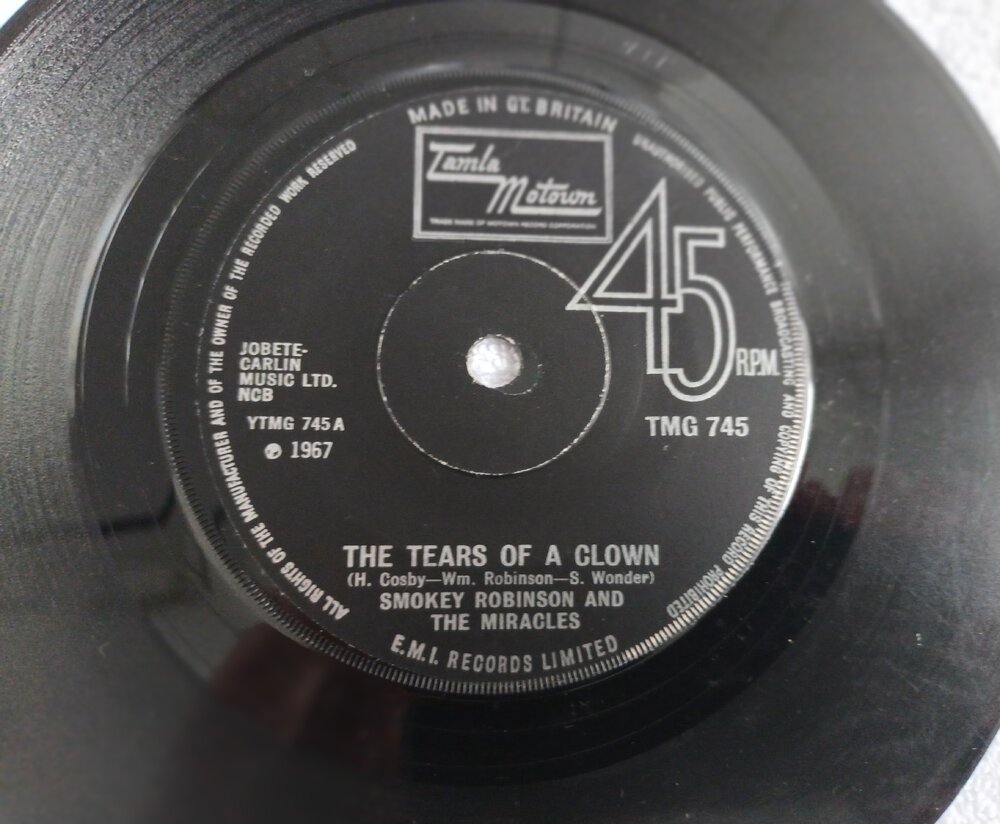 MADE IN GT. BRITAIN
UNAUTHORISED PUBLIC PERFORMANCE BROADCASTING AND COPYING OF THIS RECORD PROHIBITED
ALL RIGHTS OF THE MANUFACTURER AND OF THE OWNER OF THE RECORDED WORK RESERVED
Tamla
Motown
TRADE MARK OF MOTOWN RECORD CORPORATION
45 R.P.M.
JOBETE-
CARLIN
MUSIC LTD.
NCB
YTMG 745A
℗ 1967
TMG 745
THE TEARS OF A CLOWN
(H. Cosby—Wm. Robinson—S. Wonder)
SMOKEY ROBINSON AND
THE MIRACLES
E.M.I. RECORDS LIMITED